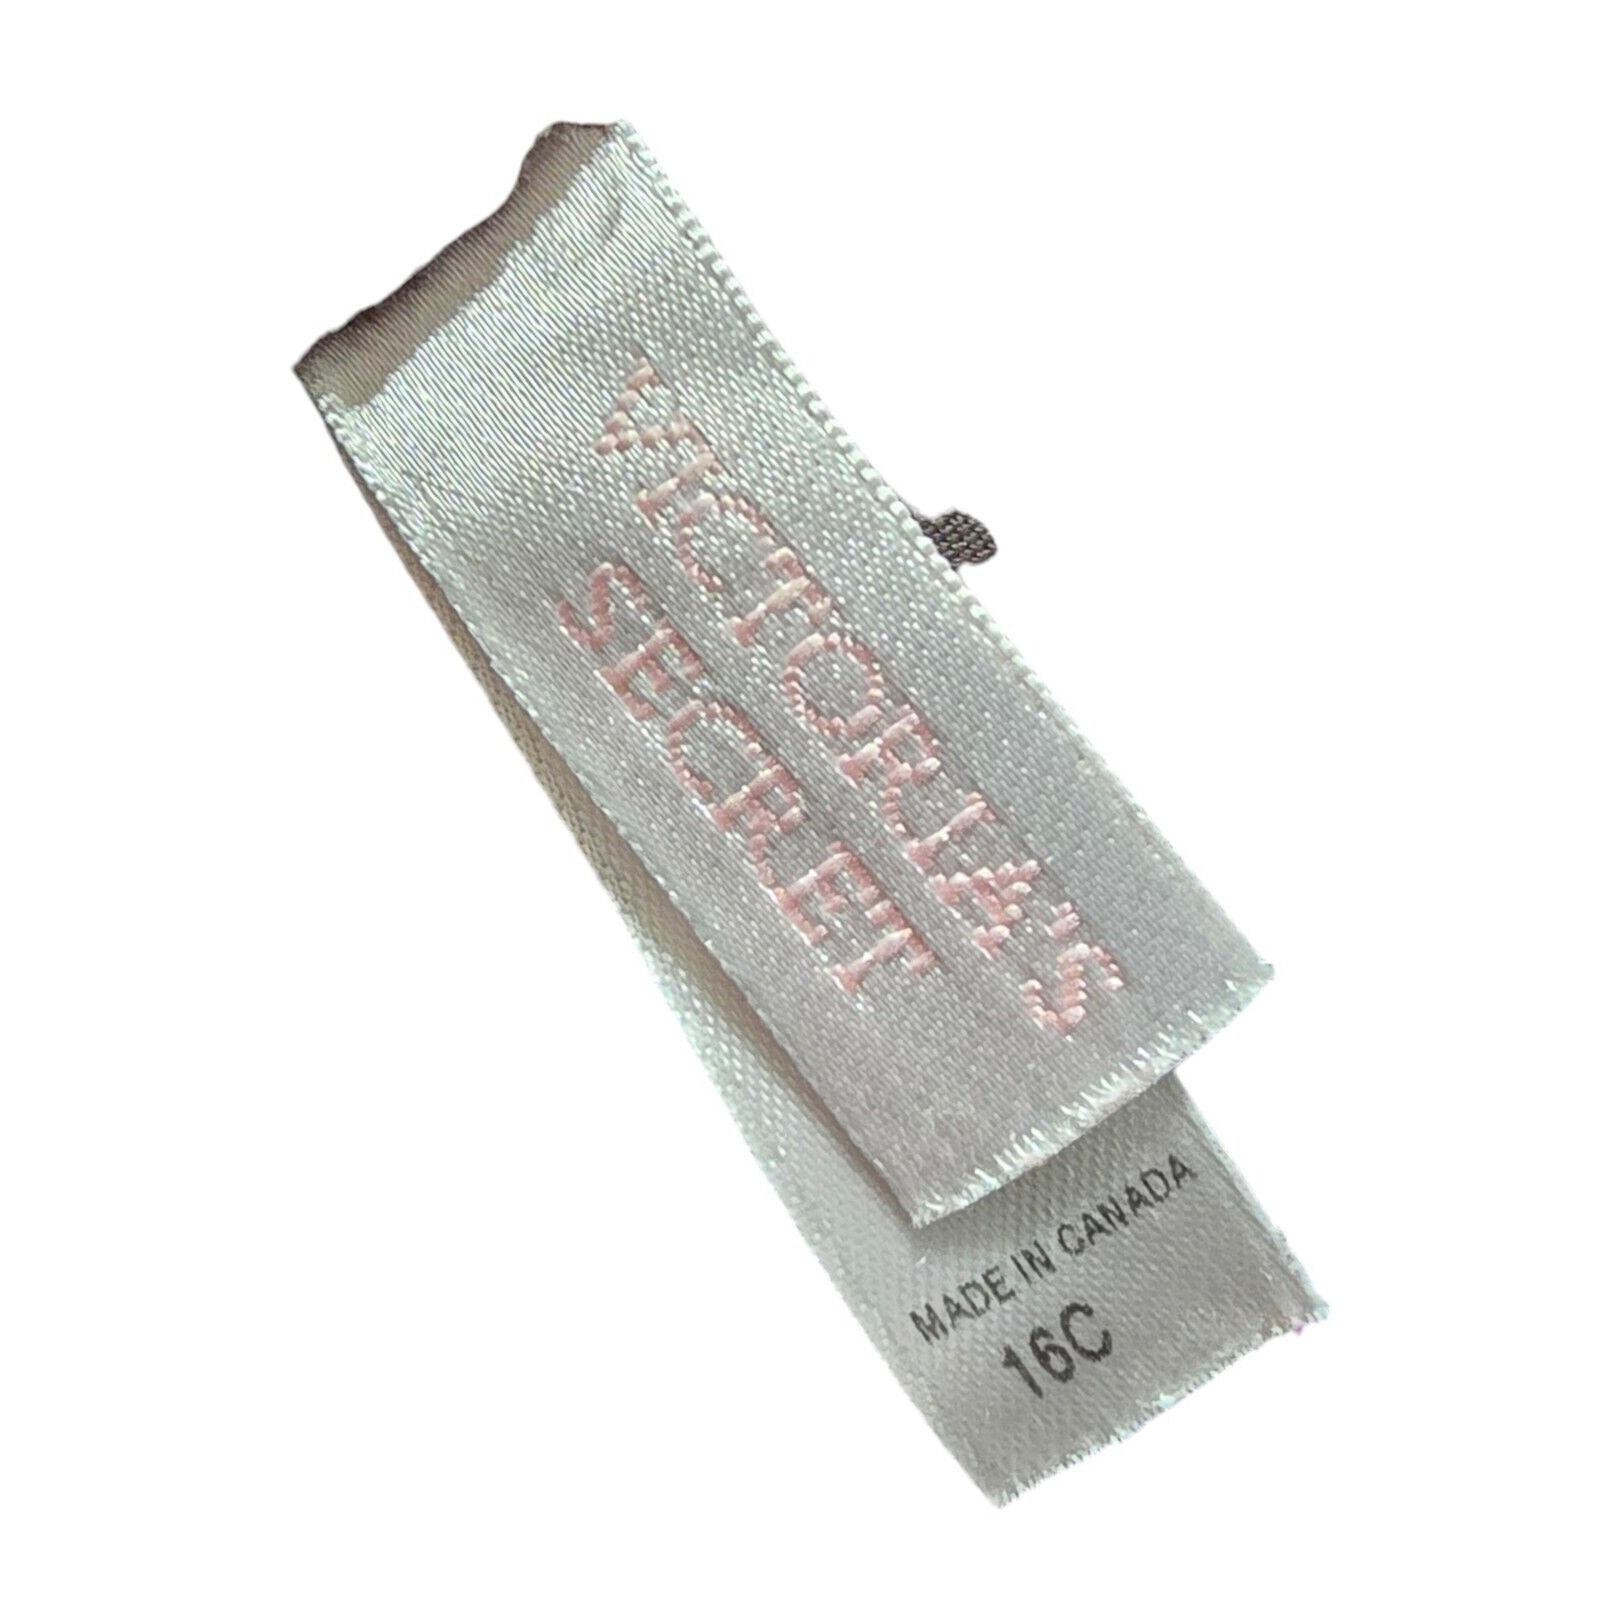 VICTORIA'S
SECRET
MADE IN CANADA
16C